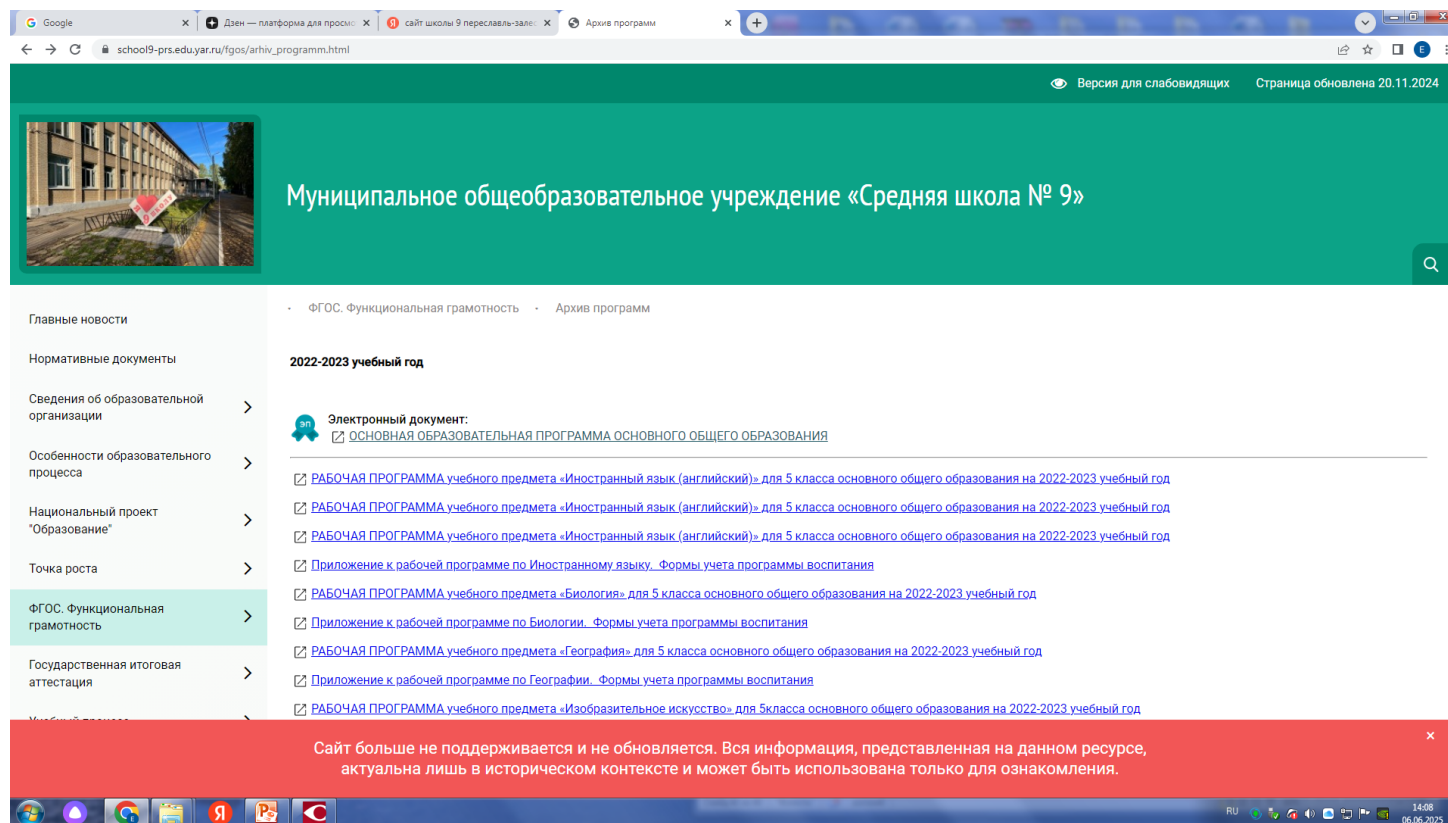 Google
Дзен — платформа для просмо
сайт школы 9 переславль-залес
Архив программ
school9-prs.edu.yar.ru/fgos/arhiv_programm.html
E
Версия для слабовидящих
Страница обновлена 20.11.2024
Муниципальное общеобразовательное учреждение «Средняя школа № 9»
Главные новости
Нормативные документы
Сведения об образовательной
организации
Особенности образовательного
процесса
Национальный проект
"Образование"
Точка роста
ФГОС. Функциональная
грамотность
Государственная итоговая
аттестация
· ФГОС. Функциональная грамотность · Архив программ
2022-2023 учебный год
ЭП
Электронный документ:
ОСНОВНАЯ ОБРАЗОВАТЕЛЬНАЯ ПРОГРАММА ОСНОВНОГО ОБЩЕГО ОБРАЗОВАНИЯ
РАБОЧАЯ ПРОГРАММА учебного предмета «Иностранный язык (английский)» для 5 класса основного общего образования на 2022-2023 учебный год
РАБОЧАЯ ПРОГРАММА учебного предмета «Иностранный язык (английский)» для 5 класса основного общего образования на 2022-2023 учебный год
РАБОЧАЯ ПРОГРАММА учебного предмета «Иностранный язык (английский)» для 5 класса основного общего образования на 2022-2023 учебный год
Приложение к рабочей программе по Иностранному языку. Формы учета программы воспитания
РАБОЧАЯ ПРОГРАММА учебного предмета «Биология» для 5 класса основного общего образования на 2022-2023 учебный год
Приложение к рабочей программе по Биологии. Формы учета программы воспитания
РАБОЧАЯ ПРОГРАММА учебного предмета «География» для 5 класса основного общего образования на 2022-2023 учебный год
Приложение к рабочей программе по Географии. Формы учета программы воспитания
РАБОЧАЯ ПРОГРАММА учебного предмета «Изобразительное искусство» для 5класса основного общего образования на 2022-2023 учебный год
Сайт больше не поддерживается и не обновляется. Вся информация, представленная на данном ресурсе,
актуальна лишь в историческом контексте и может быть использована только для ознакомления.
RU
14:08
06.06.2025